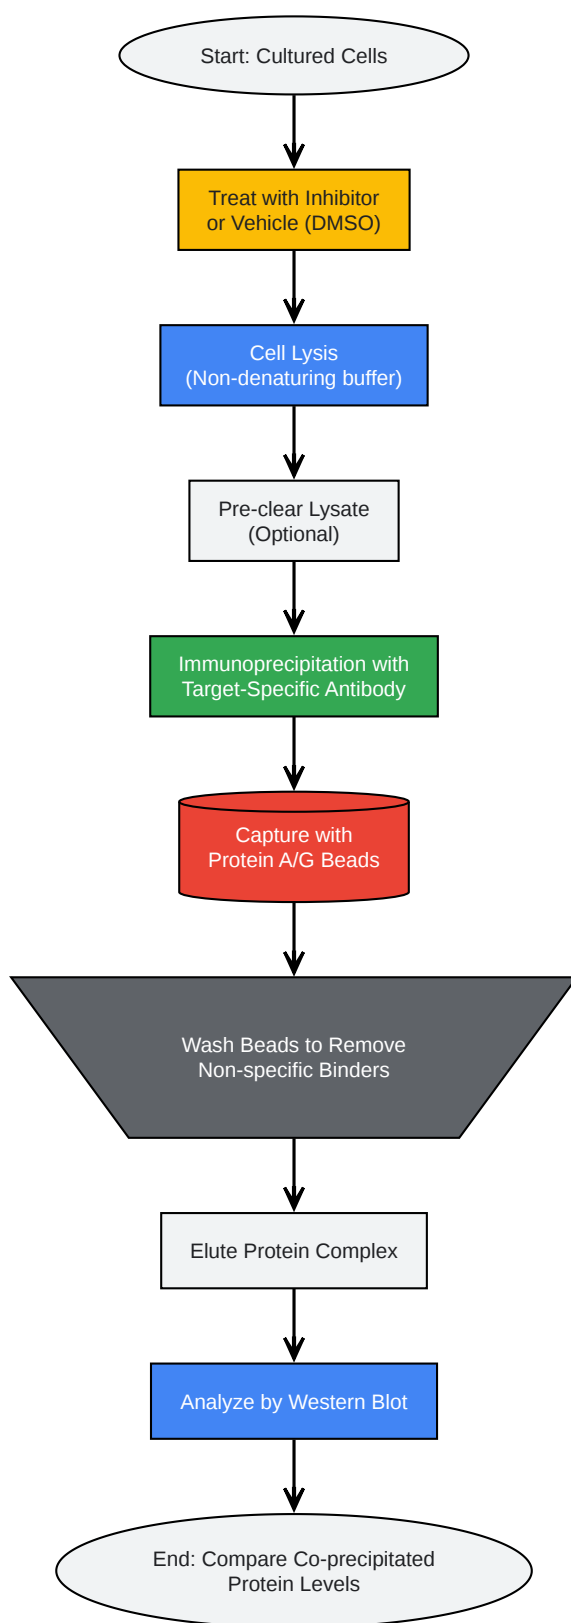 Start: Cultured Cells
Treat with Inhibitor
or Vehicle (DMSO)
Cell Lysis
(Non-denaturing buffer)
Pre-clear Lysate
(Optional)
Immunoprecipitation with
Target-Specific Antibody
Capture with
Protein A/G Beads
Wash Beads to Remove
Non-specific Binders
Elute Protein Complex
Analyze by Western Blot
End: Compare Co-precipitated
Protein Levels